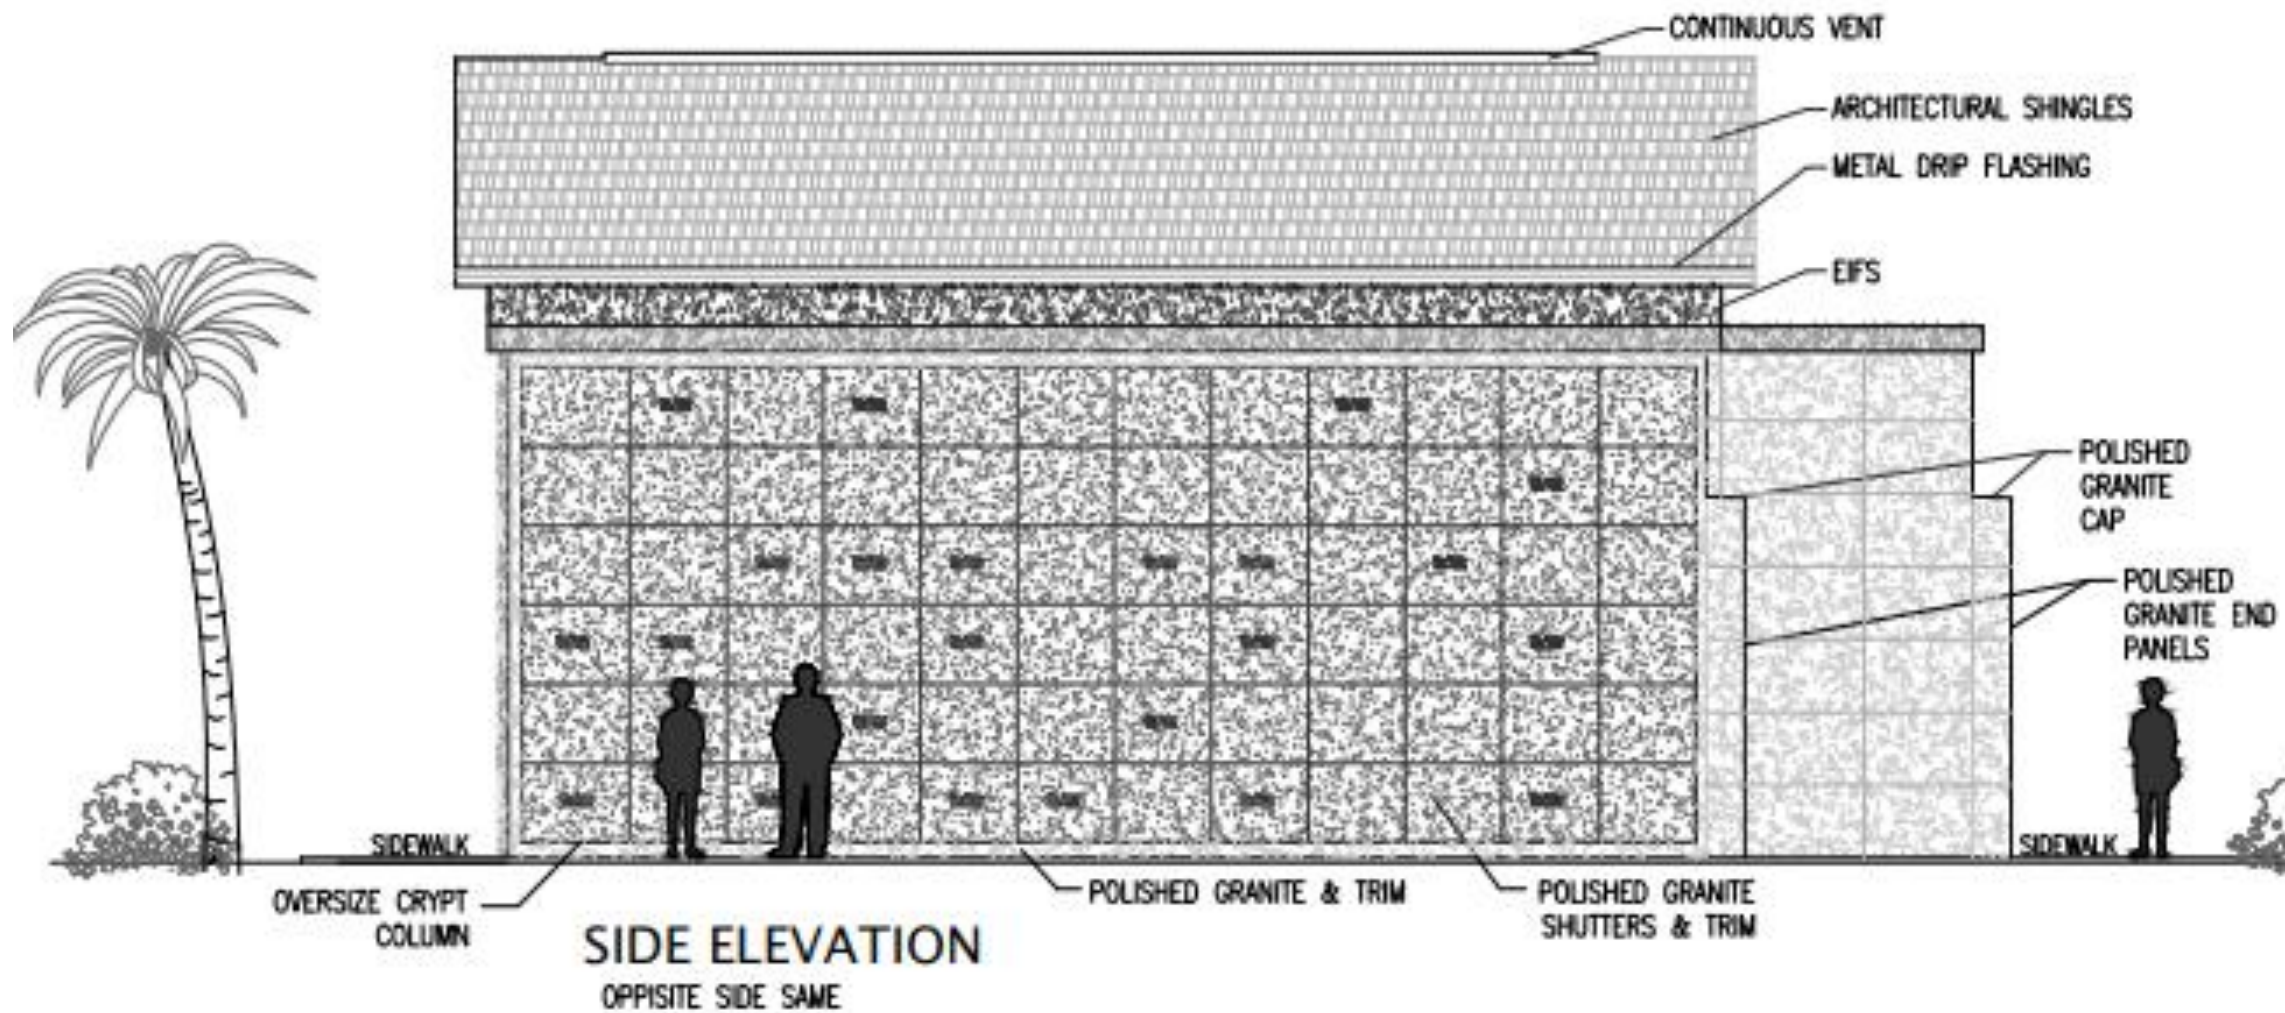 CONTINUOUS VENT
ARCHITECTURAL SHINGLES
METAL DRIP FLASHING
EIFS
POLISHED
GRANITE
CAP
POLISHED
GRANITE END
PANELS
SIDEWALK
SIDEWALK
OVERSIZE CRYPT
COLUMN
POLISHED GRANITE & TRIM
POLISHED GRANITE
SHUTTERS & TRIM
SIDE ELEVATION
OPPISITE SIDE SAME